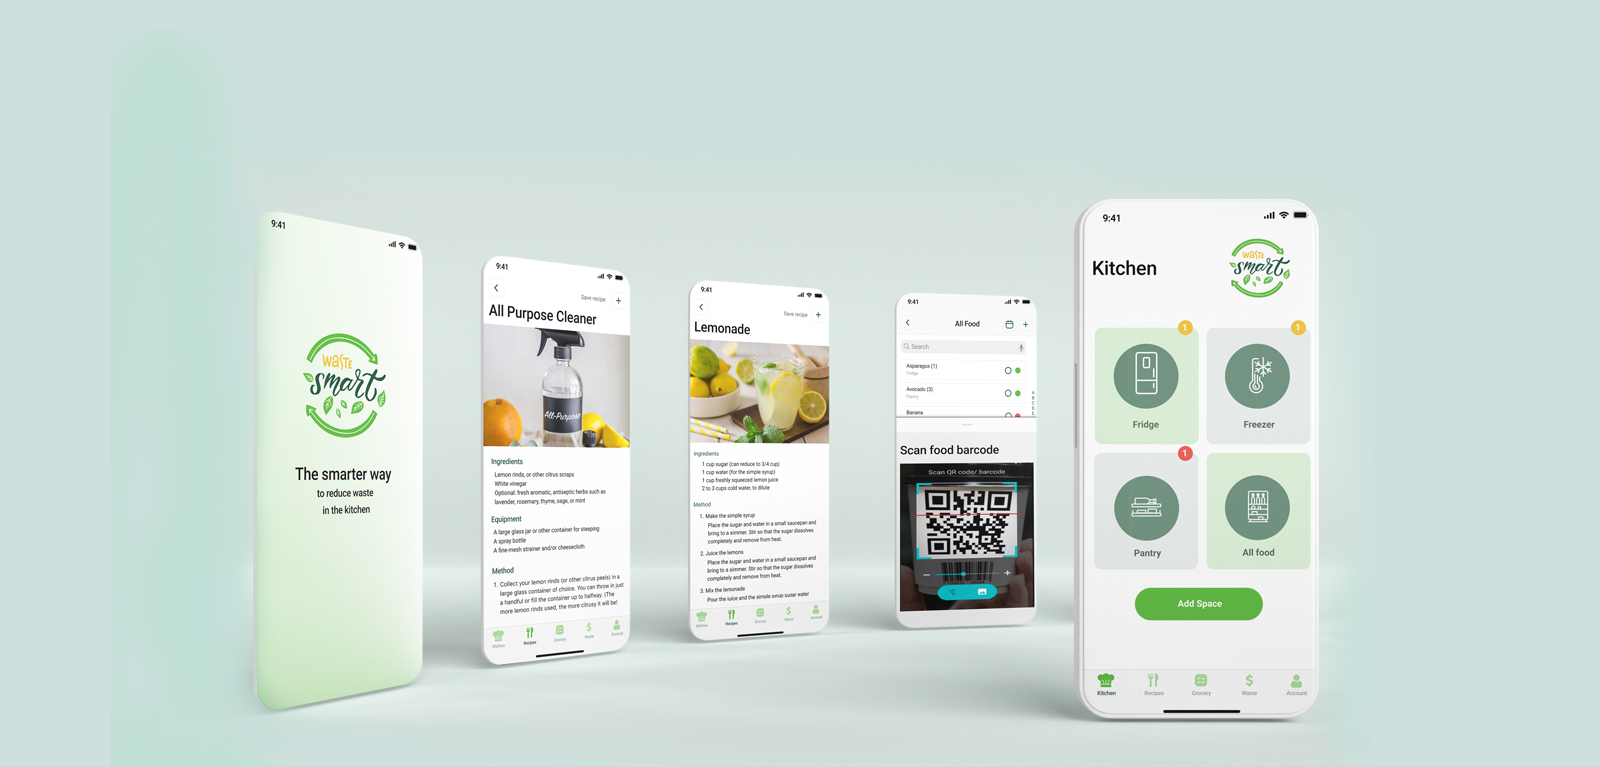 9:41
waste
smart
The smarter way
to reduce waste
in the kitchen
9:41
Save recipe
All Purpose Cleaner
All-Purpose
Ingredients
Lemon rinds, or other citrus scraps
White vinegar
Optional: fresh aromatic, antiseptic herbs such as
lavender, rosemary, thyme, sage, or mint
Equipment
A large glass jar or other container for steeping
A spray bottle
A fine-mesh strainer and/or cheesecloth
Method
1. Collect your lemon rinds (or other citrus peels) in a
large glass container of choice. You can throw in just
a handful or fill the container up to halfway. (The
more lemon rinds used, the more citrusy it will be!
Kitchen
Recipes
Grocery
Waste
Account
9:41
Save recipe
Lemonade
Ingredients
1 cup sugar (can reduce to 3/4 cup)
1 cup water (for the simple syrup)
1 cup freshly squeezed lemon juice
2 to 3 cups cold water, to dilute
Method
1. Make the simple syrup
Place the sugar and water in a small saucepan and
bring to a simmer. Stir so that the sugar dissolves
completely and remove from heat.
2. Juice the lemons
Place the sugar and water in a small saucepan and
bring to a simmer. Stir so that the sugar dissolves
completely and remove from heat.
3. Mix the lemonade
Pour the juice and the simple syrup sugar water
Kitchen
Recipes
Grocery
Waste
Account
9:41
All Food
Search
Asparagus (1)
Fridge
Avocado (3)
Pantry
Banana
A
B
C
D
E
Scan food barcode
Scan QR code/ barcode
9:41
Kitchen
waste
smart
1
Fridge
1
Freezer
1
Pantry
All food
Add Space
Kitchen
Recipes
Grocery
Waste
Account